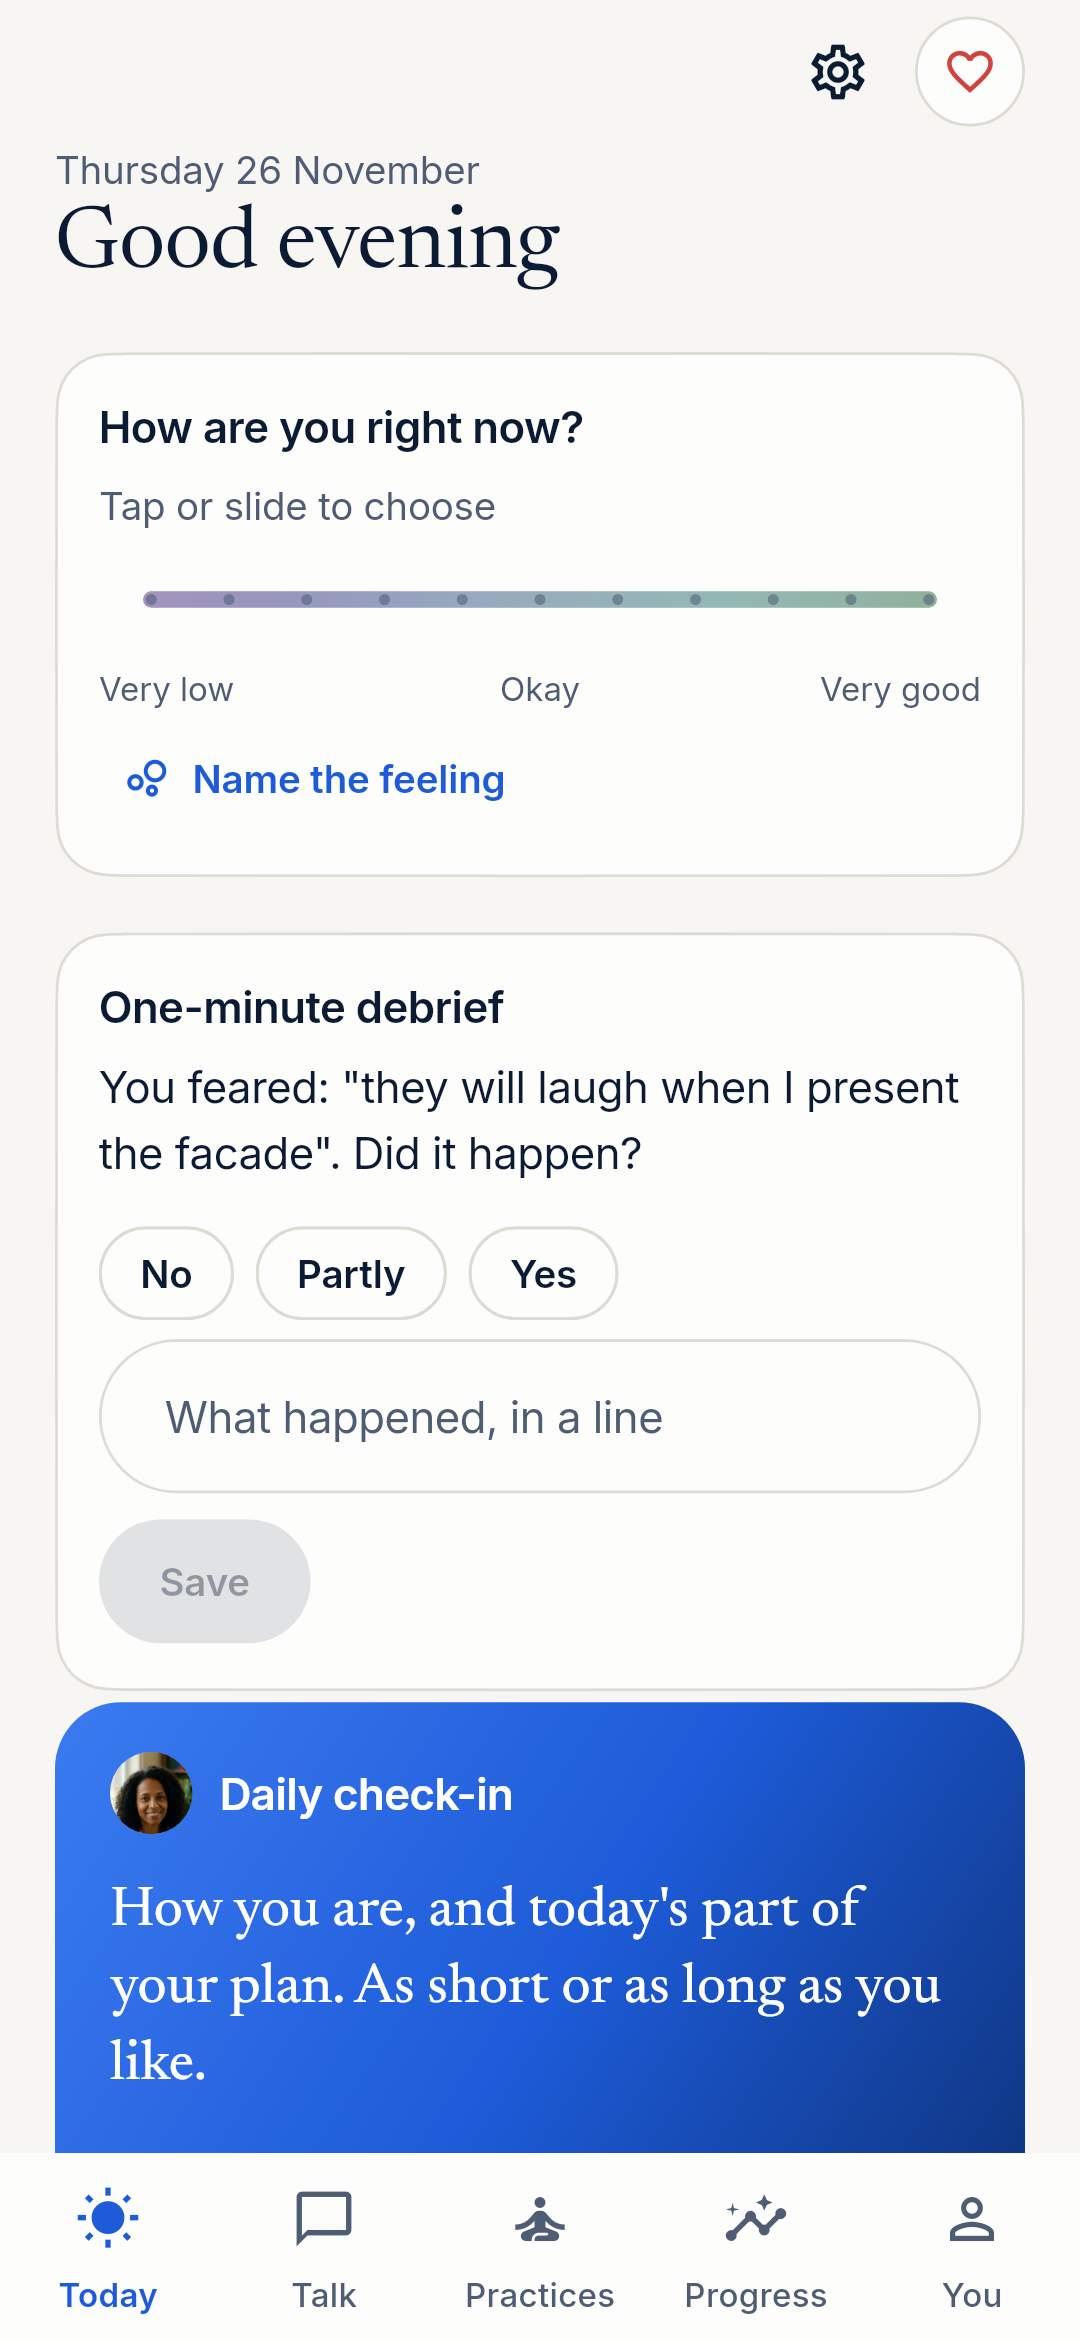 Thursday 26 November
Good evening
How are you right now?
Tap or slide to choose
Very low
Okay
Very good
Name the feeling
One-minute debrief
You feared: "they will laugh when I present
the facade". Did it happen?
No
Partly
Yes
What happened, in a line
Save
Daily check-in
How you are, and today's part of
your plan. As short or as long as you
like.
Today
Talk
Practices
Progress
You